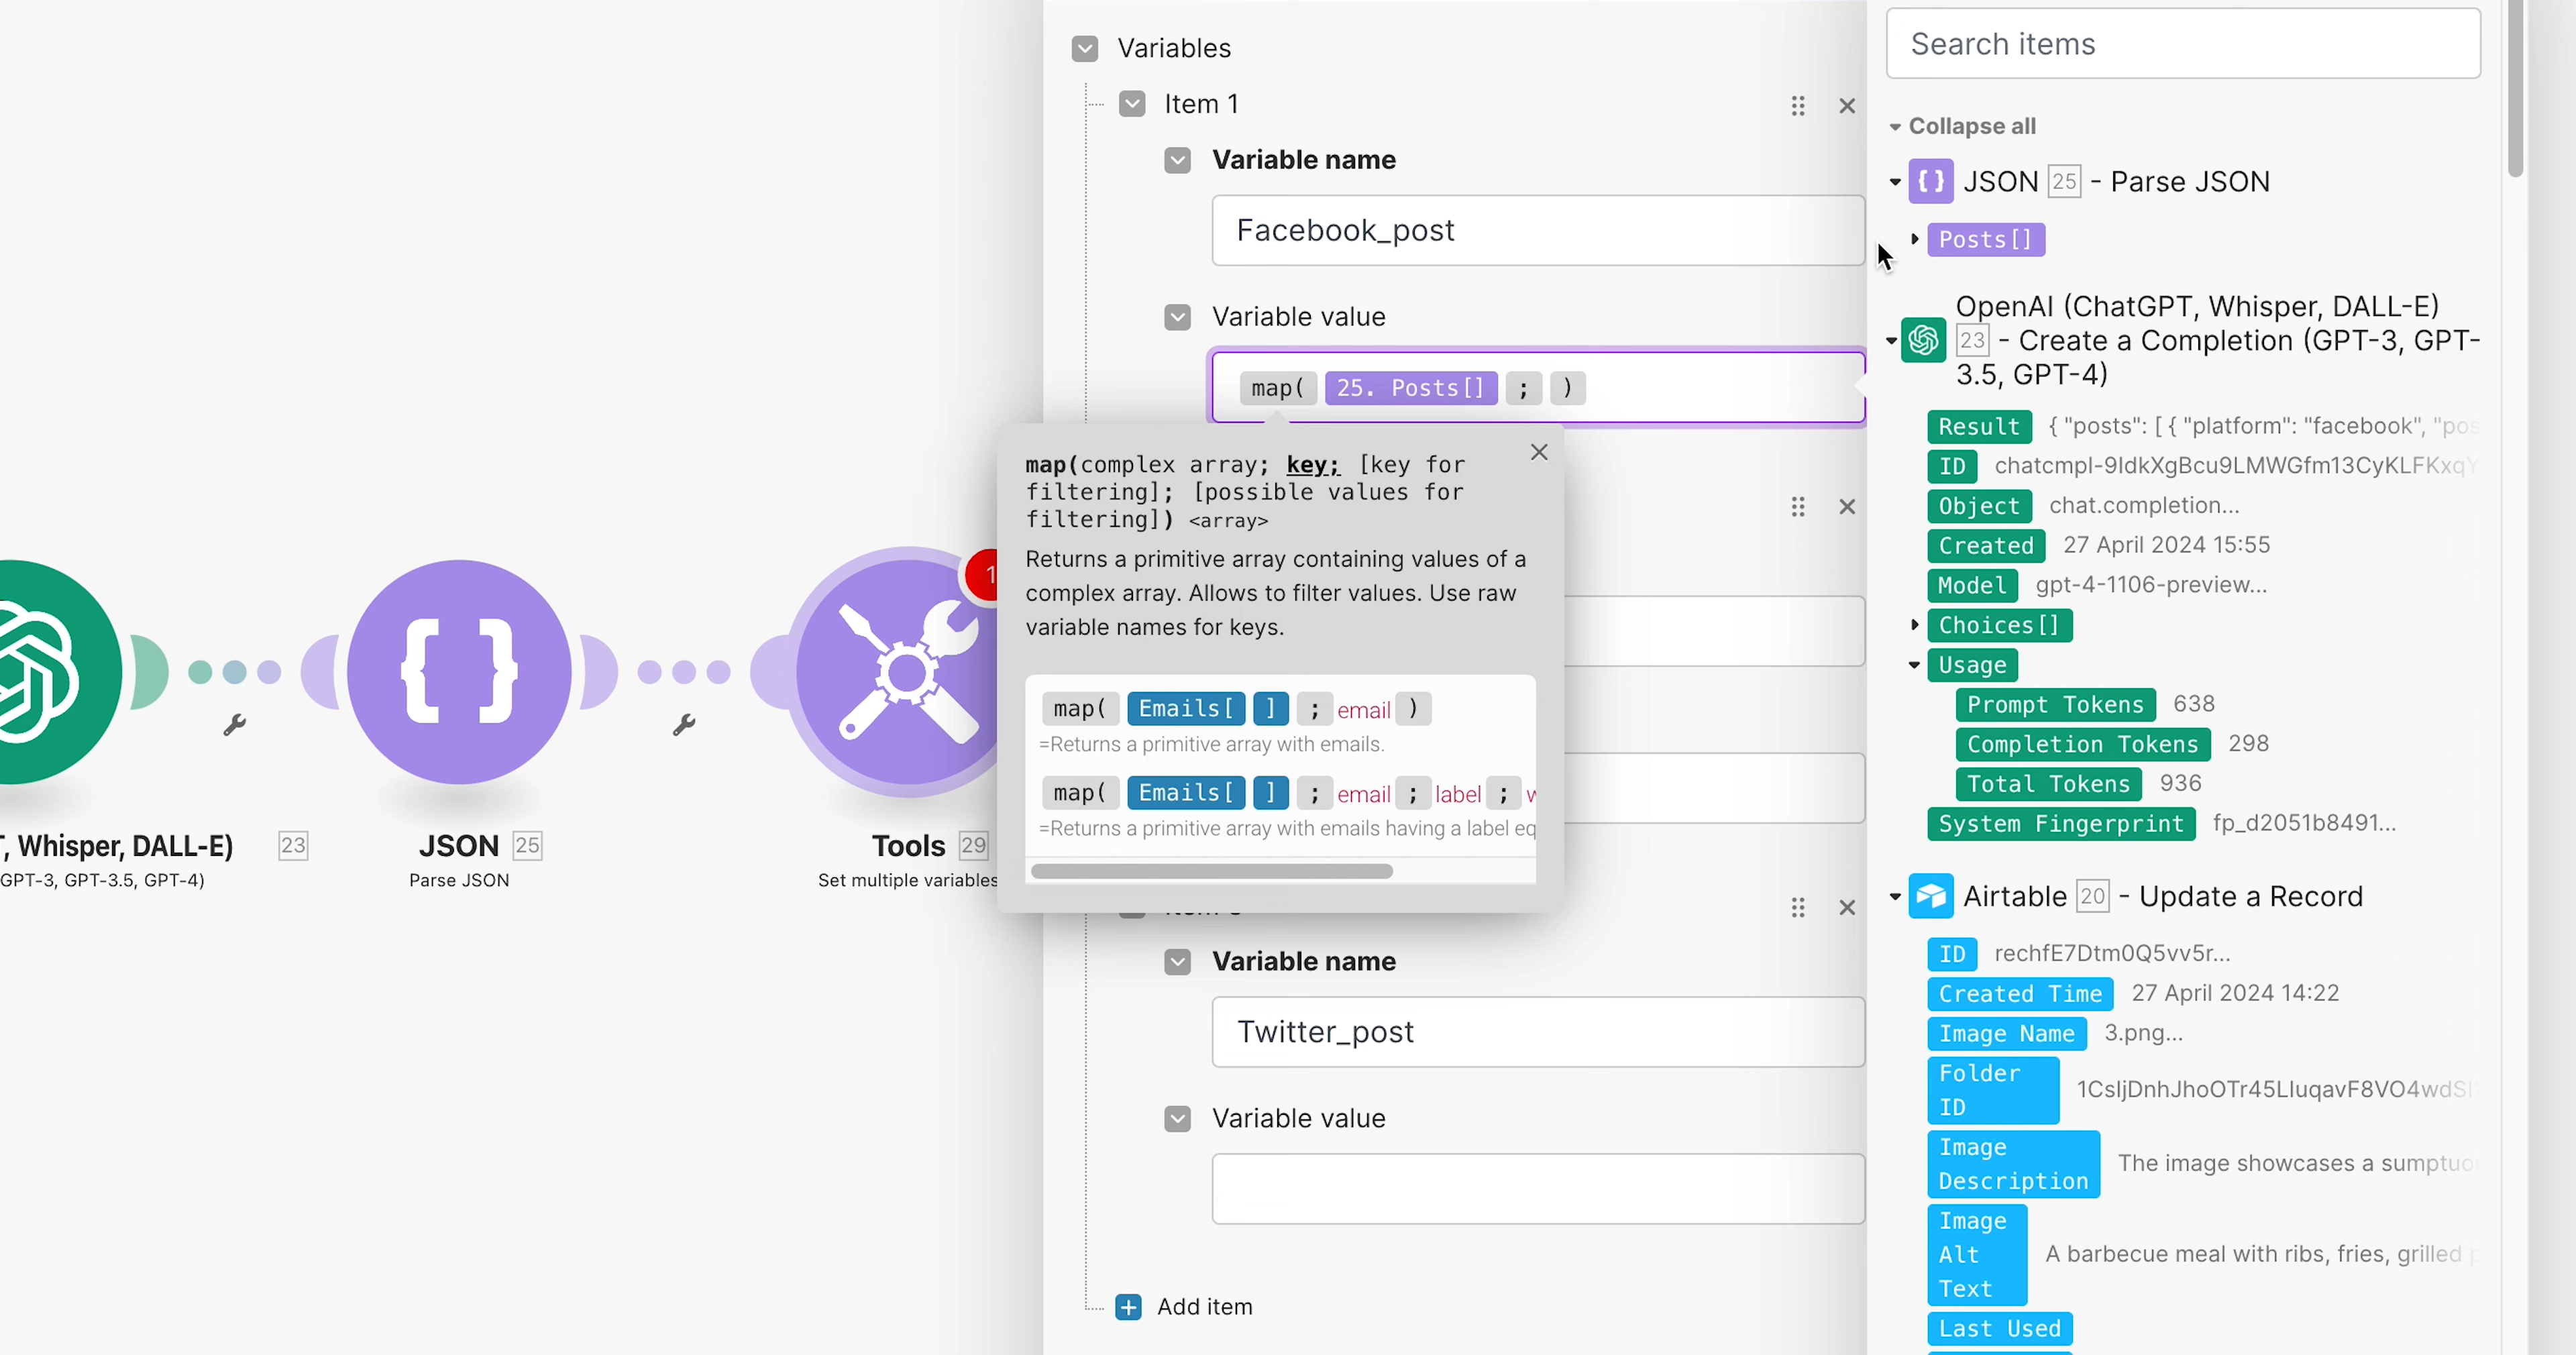 Variables
Item 1
Variable name
Facebook_post
Variable value
map( 25. Posts[] ; )
map(complex array; key; [key for
filtering]; [possible values for
filtering]) <array>
Returns a primitive array containing values of a
complex array. Allows to filter values. Use raw
variable names for keys.
map( Emails[ ] ; email )
=Returns a primitive array with emails.
map( Emails[ ] ; email ; label ;
=Returns a primitive array with emails having a label eq
Variable name
Twitter_post
Variable value
Add item
1
T, Whisper, DALL-E) 23
GPT-3, GPT-3.5, GPT-4)
JSON 25
Parse JSON
Tools 29
Set multiple variables
Search items
Collapse all
JSON 25 - Parse JSON
Posts[]
OpenAI (ChatGPT, Whisper, DALL-E)
23 - Create a Completion (GPT-3, GPT-
3.5, GPT-4)
Result { "posts": [ { "platform": "facebook", "pos
ID chatcmpl-9IdkXgBcu9LMWGfm13CyKLFKxqY
Object chat.completion...
Created 27 April 2024 15:55
Model gpt-4-1106-preview...
Choices[]
Usage
Prompt Tokens 638
Completion Tokens 298
Total Tokens 936
System Fingerprint fp_d2051b8491...
Airtable 20 - Update a Record
ID rechfE7Dtm0Q5vv5r...
Created Time 27 April 2024 14:22
Image Name 3.png...
Folder
ID 1CsljDnhJhoOTr45LluqavF8VO4wdS
Image
Description The image showcases a sumptuo
Image
Alt
Text A barbecue meal with ribs, fries, grilled p
Last Used